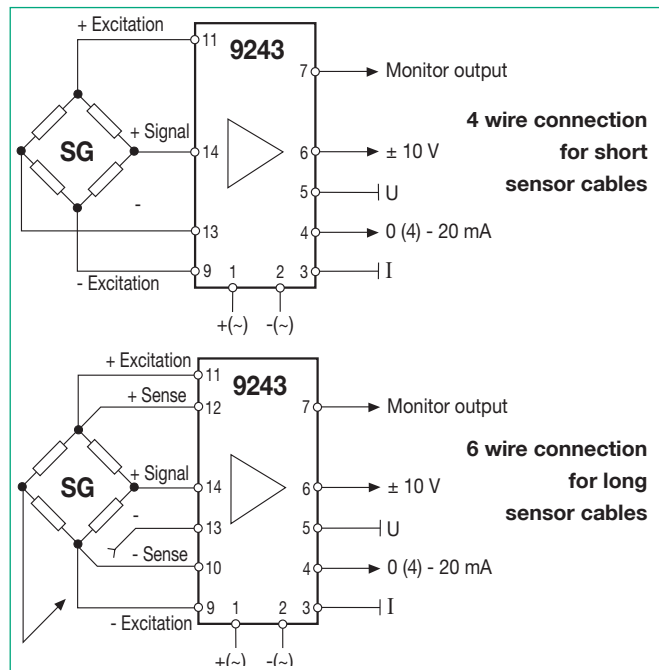 + Excitation
11
9243
7
Monitor output
4 wire connection
for short
sensor cables
+ Signal
SG
14
6
± 10 V
5
U
-
13
4
0 (4) - 20 mA
9
1
2
3
I
- Excitation
+(~)
-(~)
+ Excitation
11
9243
+ Sense
12
7
Monitor output
6 wire connection
for long
sensor cables
+ Signal
SG
14
6
± 10 V
-
13
5
U
- Sense
10
4
0 (4) - 20 mA
9
1
2
3
I
- Excitation
+(~)
-(~)